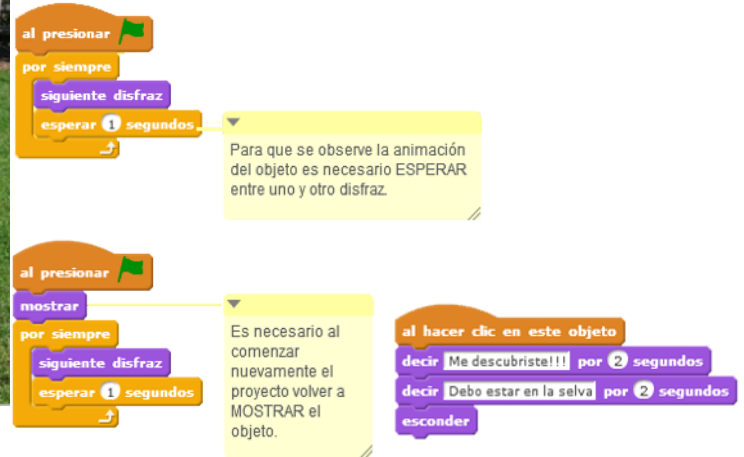 al presionar
por siempre
siguiente disfraz
esperar 1 segundos
Para que se observe la animación
del objeto es necesario ESPERAR
entre uno y otro disfraz.
al presionar
mostrar
por siempre
siguiente disfraz
esperar 1 segundos
Es necesario al
comenzar
nuevamente el
proyecto volver a
MOSTRAR el
objeto.
al hacer clic en este objeto
decir Me descubriste!!! por 2 segundos
decir Debo estar en la selva por 2 segundos
esconder